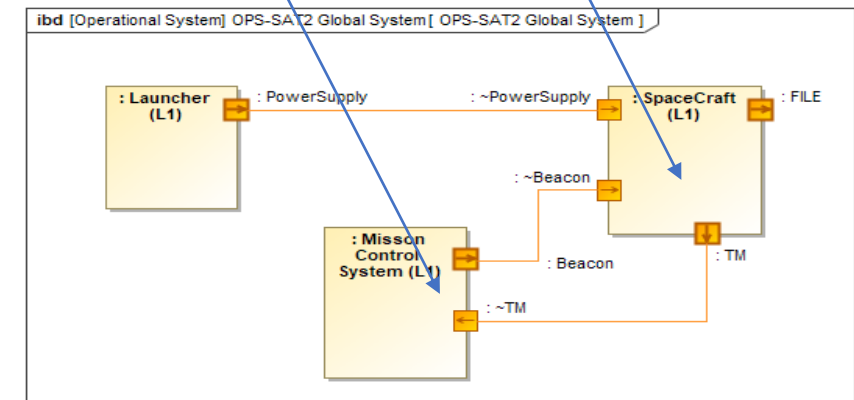 ibd [Operational System] OPS-SAT2 Global System[ OPS-SAT2 Global System ]
: Launcher
(L1)
: PowerSupply
: ~PowerSupply
: SpaceCraft
(L1)
: FILE
: ~Beacon
: Misson
Control
System (L1)
: Beacon
: TM
: ~TM